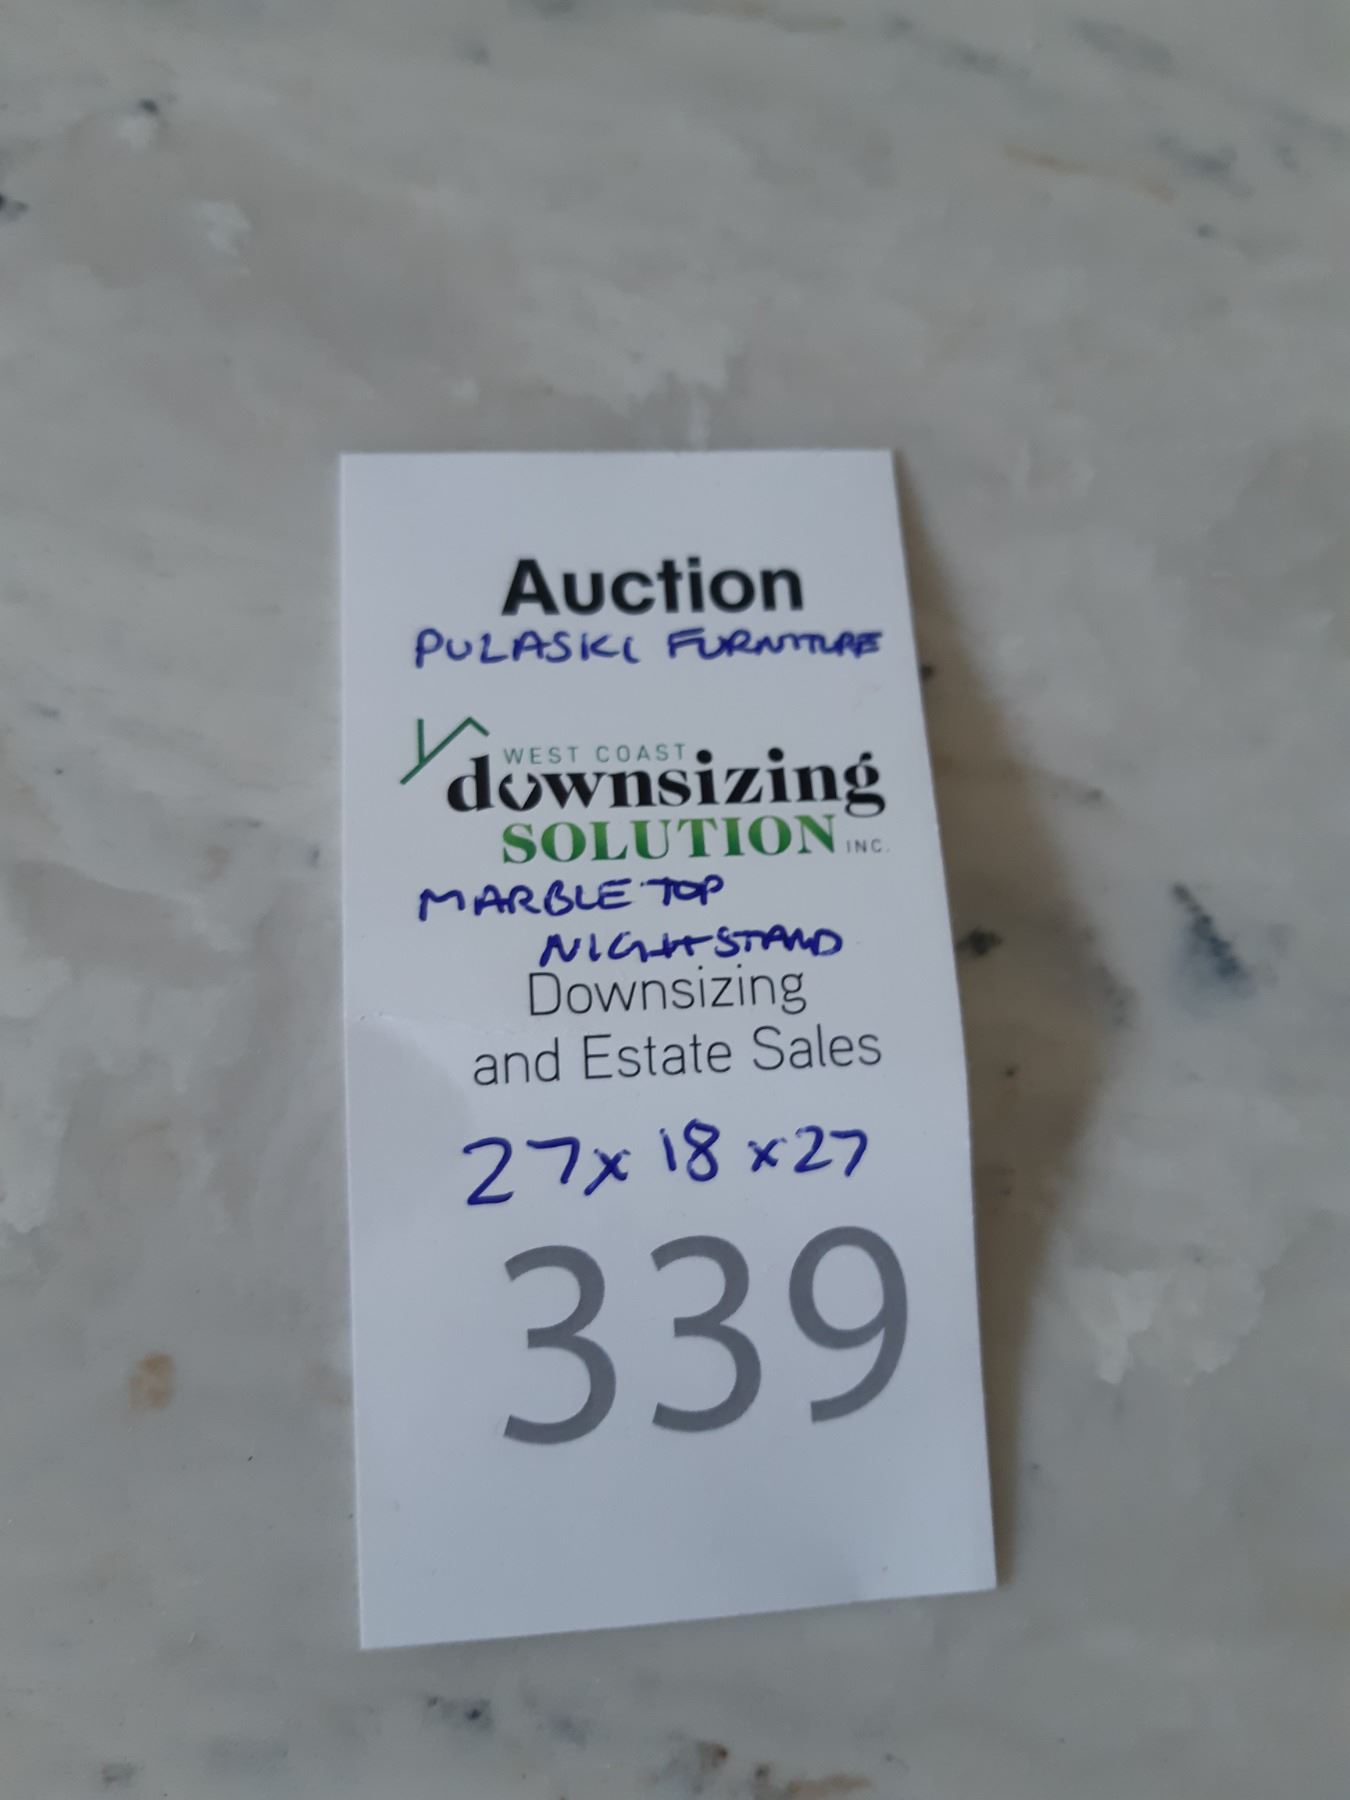 Auction
PULASKI FURNITURE
WEST COAST
downsizing
SOLUTION INC.
MARBLE TOP
NIGHTSTAND
Downsizing
and Estate Sales
27x 18 x27
339